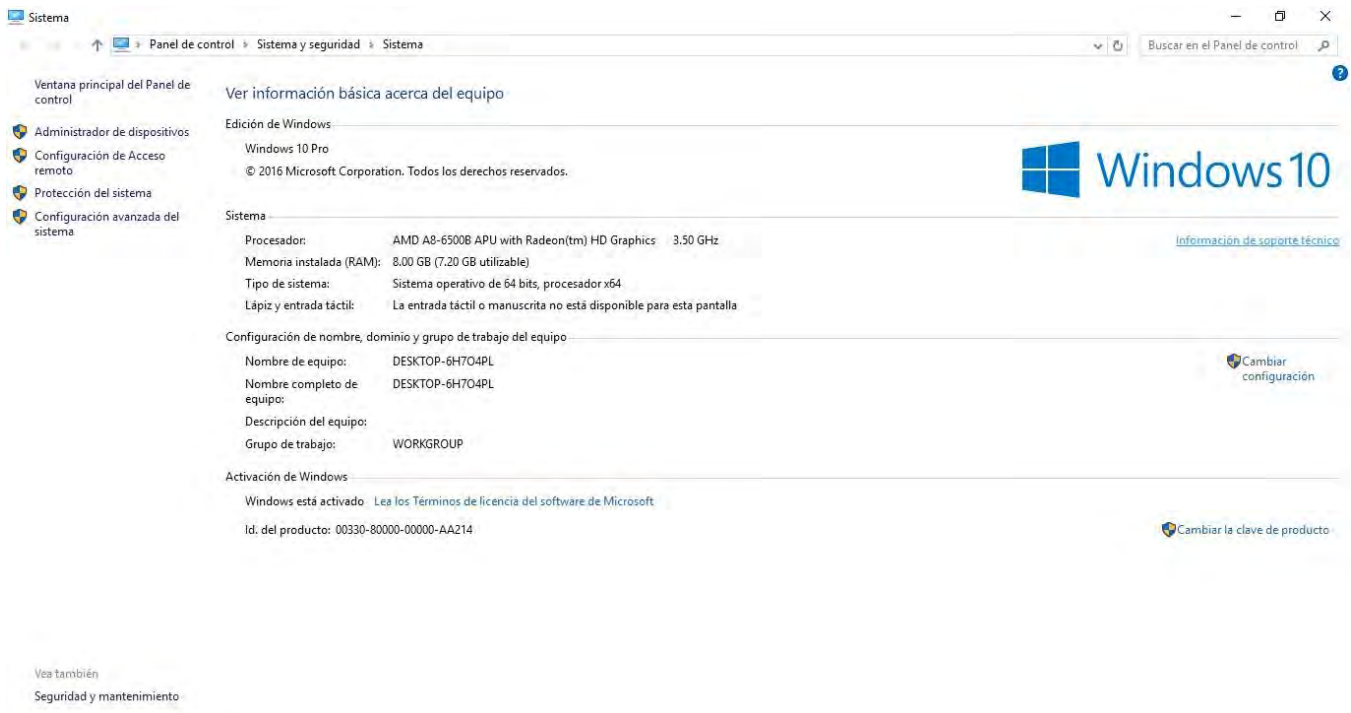 Sistema
Panel de control › Sistema y seguridad › Sistema
Buscar en el Panel de control
Ventana principal del Panel de
control
Administrador de dispositivos
Configuración de Acceso
remoto
Protección del sistema
Configuración avanzada del
sistema
Ver información básica acerca del equipo
Edición de Windows
Windows 10 Pro
© 2016 Microsoft Corporation. Todos los derechos reservados.
Windows 10
Sistema
Procesador: AMD A8-6500B APU with Radeon(tm) HD Graphics 3.50 GHz
Información de soporte técnico
Memoria instalada (RAM): 8.00 GB (7.20 GB utilizable)
Tipo de sistema: Sistema operativo de 64 bits, procesador x64
Lápiz y entrada táctil: La entrada táctil o manuscrita no está disponible para esta pantalla
Configuración de nombre, dominio y grupo de trabajo del equipo
Nombre de equipo: DESKTOP-6H7O4PL
Cambiar
configuración
Nombre completo de
equipo: DESKTOP-6H7O4PL
Descripción del equipo:
Grupo de trabajo: WORKGROUP
Activación de Windows
Windows está activado Lea los Términos de licencia del software de Microsoft
Id. del producto: 00330-80000-00000-AA214
Cambiar la clave de producto
Vea también
Seguridad y mantenimiento